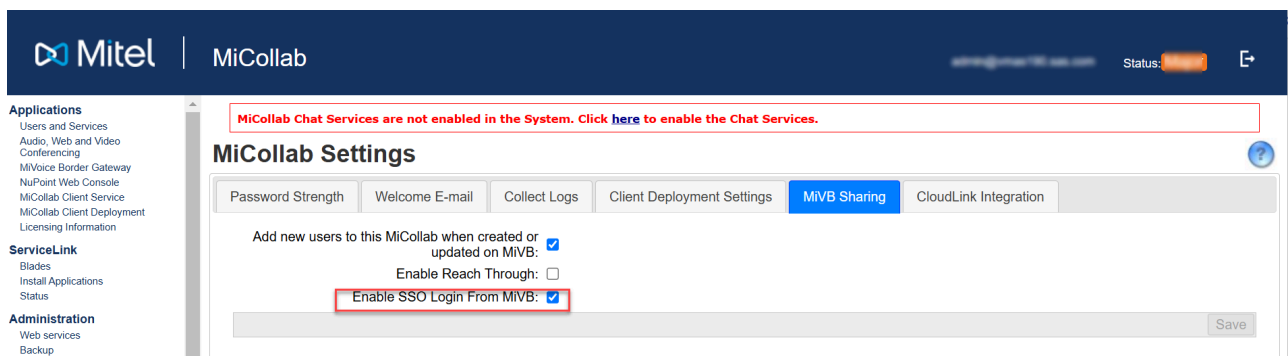 Mitel
MiCollab
Status:
Applications
Users and Services
Audio, Web and Video
Conferencing
MiVoice Border Gateway
NuPoint Web Console
MiCollab Client Service
MiCollab Client Deployment
Licensing Information
ServiceLink
Blades
Install Applications
Status
Administration
Web services
Backup
MiCollab Chat Services are not enabled in the System. Click here to enable the Chat Services.
MiCollab Settings
?
Password Strength
Welcome E-mail
Collect Logs
Client Deployment Settings
MiVB Sharing
CloudLink Integration
Add new users to this MiCollab when created or
updated on MiVB:
Enable Reach Through:
Enable SSO Login From MiVB:
Save